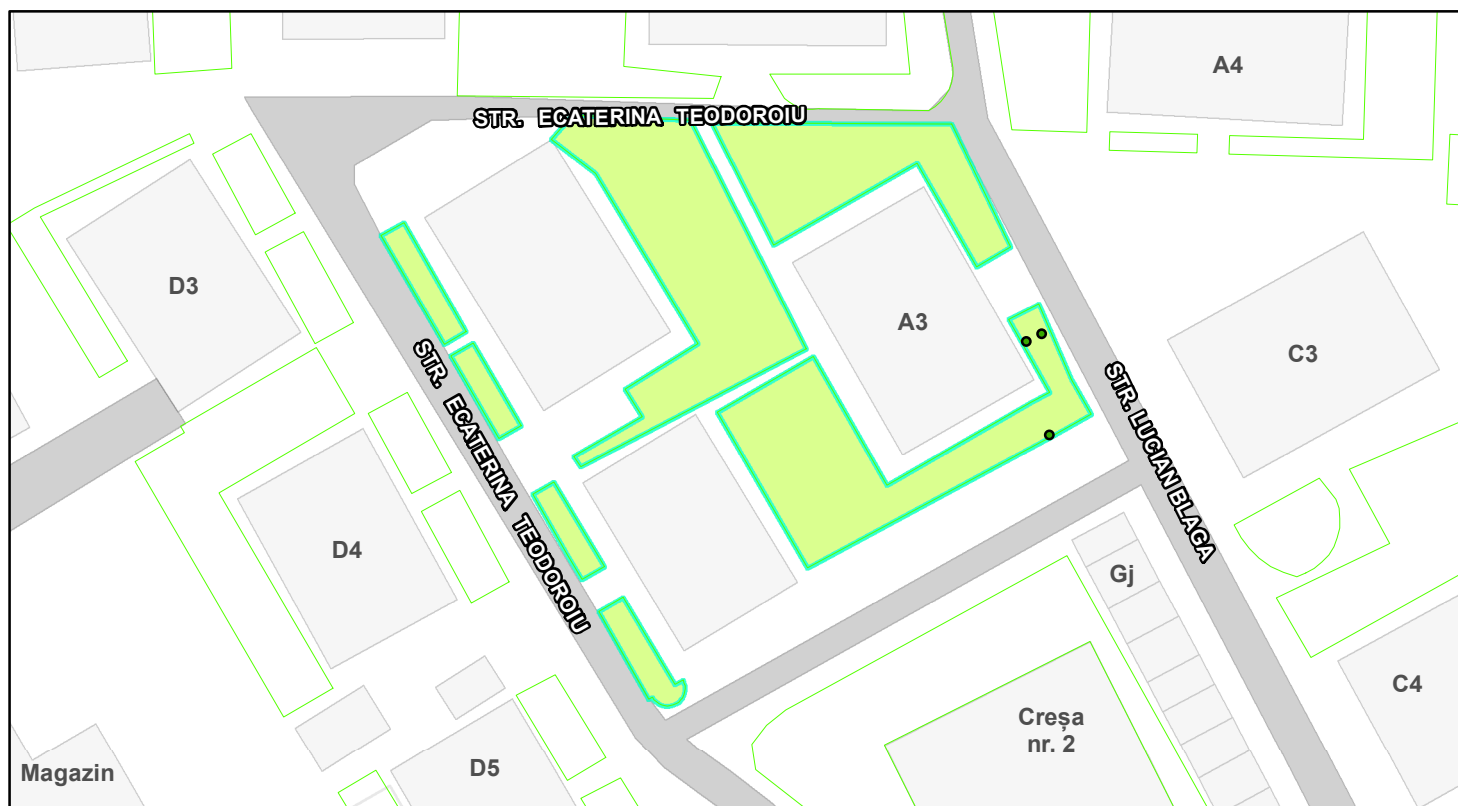 A4
STR. ECATERINA TEODOROIU
D3
A3
C3
STR. ECATERINA TEODOROIU
STR. LUCIAN BLAGA
D4
Gj
C4
Creșa
nr. 2
D5
Magazin